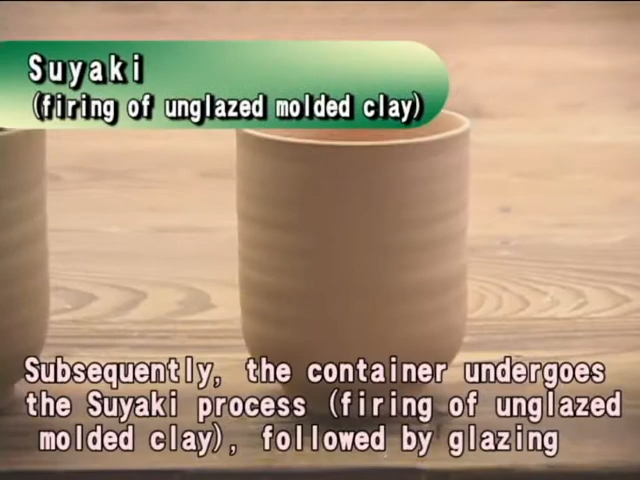 Suyaki
(firing of unglazed molded clay)
Subsequently, the container undergoes
the Suyaki process (firing of unglazed
molded clay), followed by glazing